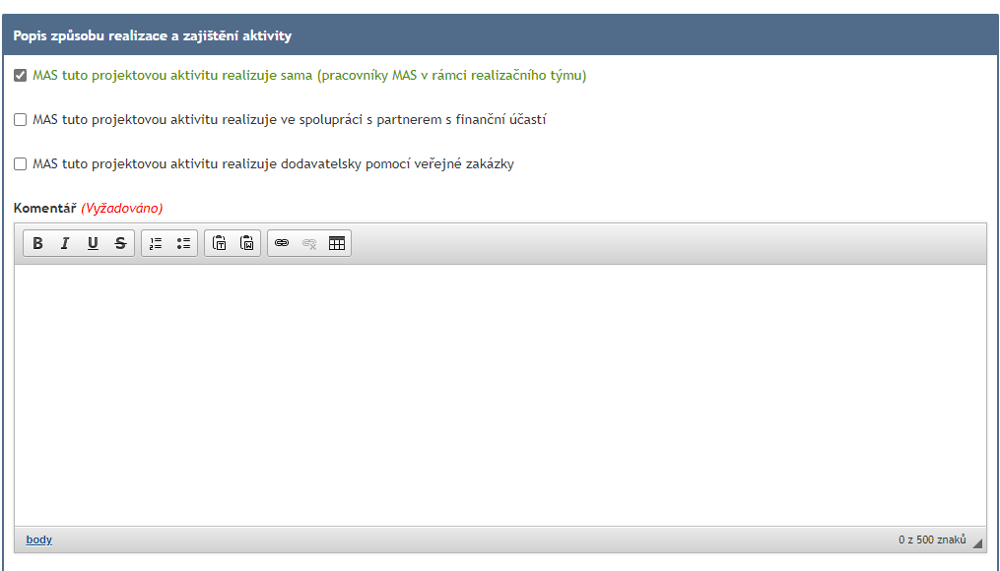 Popis způsobu realizace a zajištění aktivity
MAS tuto projektovou aktivitu realizuje sama (pracovníky MAS v rámci realizačního týmu)
MAS tuto projektovou aktivitu realizuje ve spolupráci s partnerem s finanční účastí
MAS tuto projektovou aktivitu realizuje dodavatelsky pomocí veřejné zakázky
Komentář (Vyžadováno)
B I U S
body
0 z 500 znaků